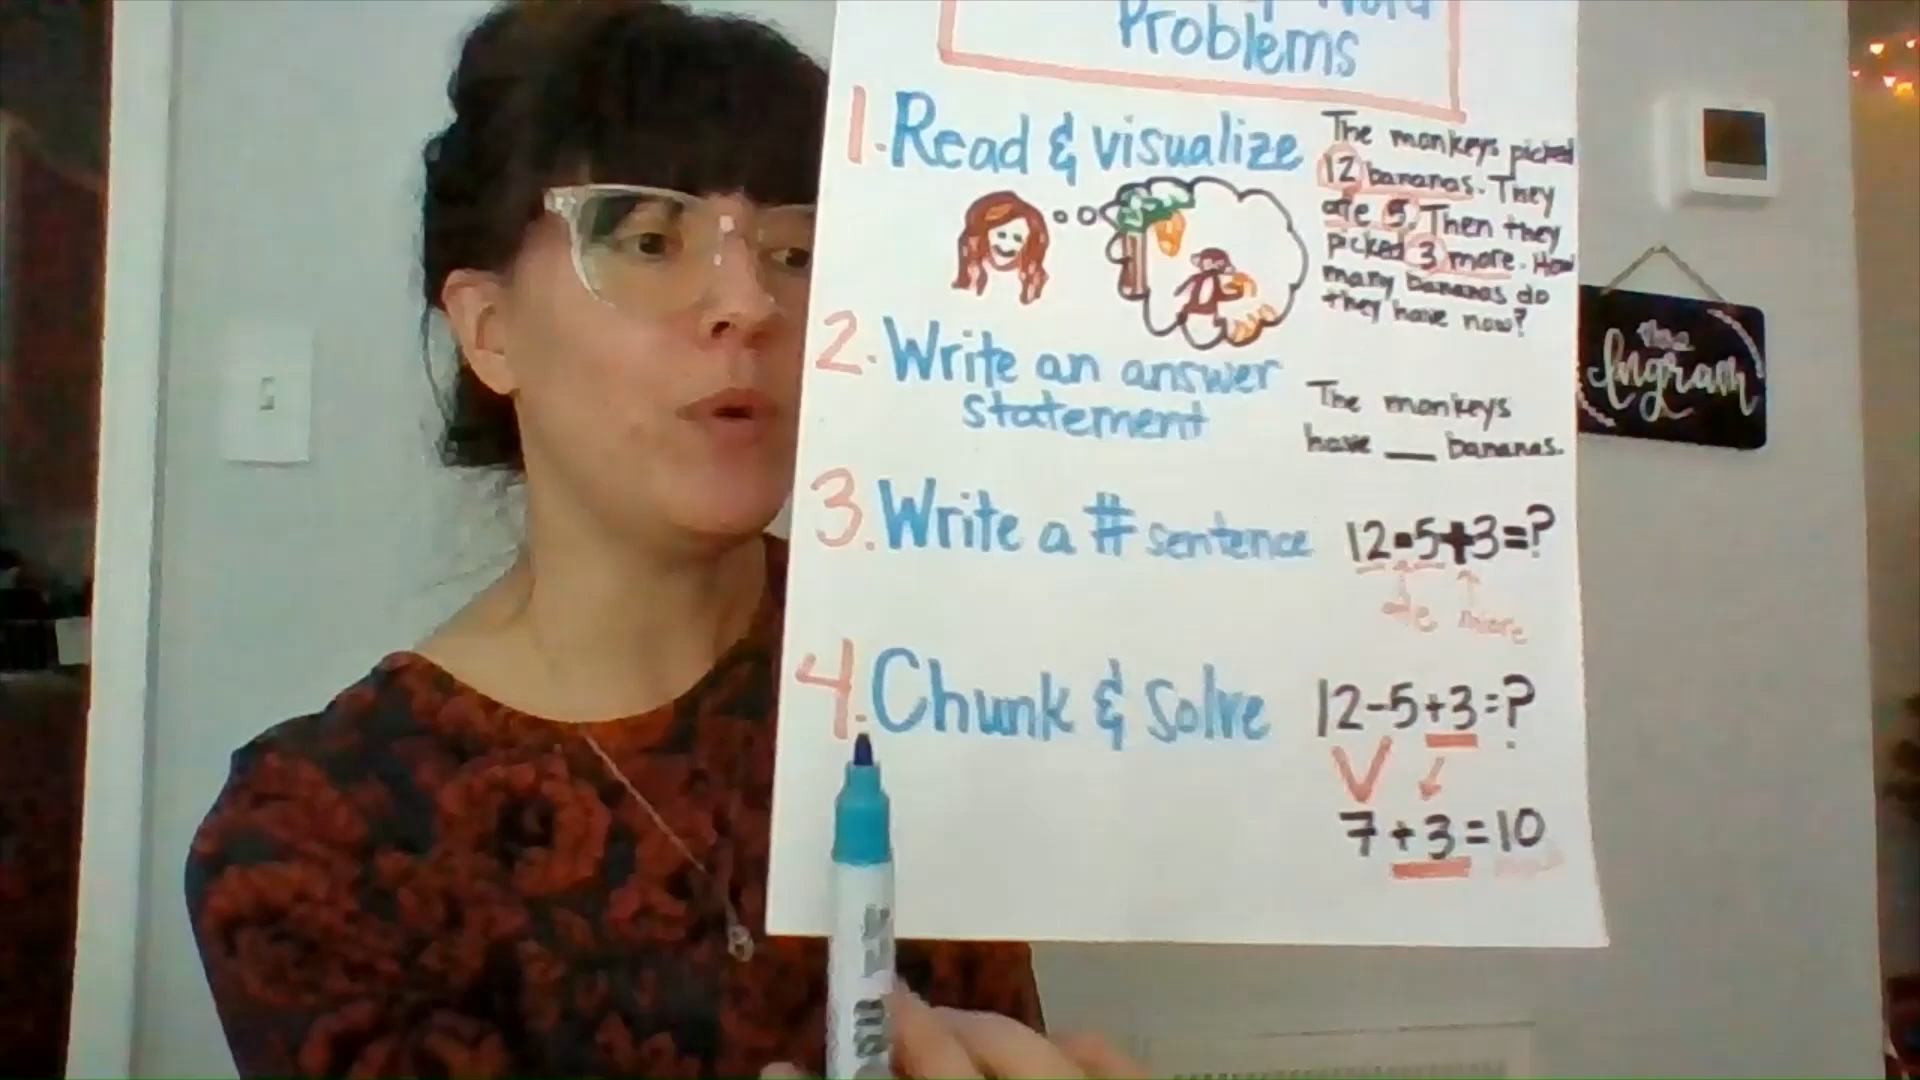 Word
Problems
1. Read & visualize
The monkeys picked
12 bananas. They
ate 5. Then they
picked 3 more. How
many bananas do
they have now?
2. Write an answer
statement
The monkeys
have __ bananas.
3. Write a # sentence
12-5+3=?
ate more
4. Chunk & Solve
12-5+3=?
7+3=10
the
Ingram